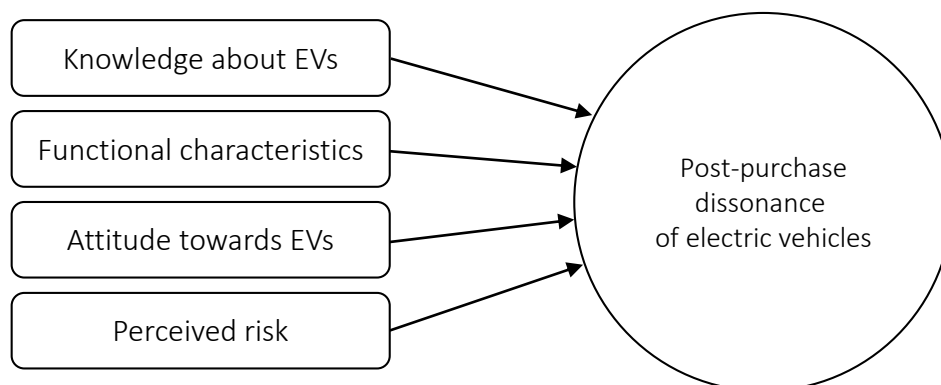 Knowledge about EVs
Functional characteristics
Attitude towards EVs
Perceived risk
Post-purchase
dissonance
of electric vehicles